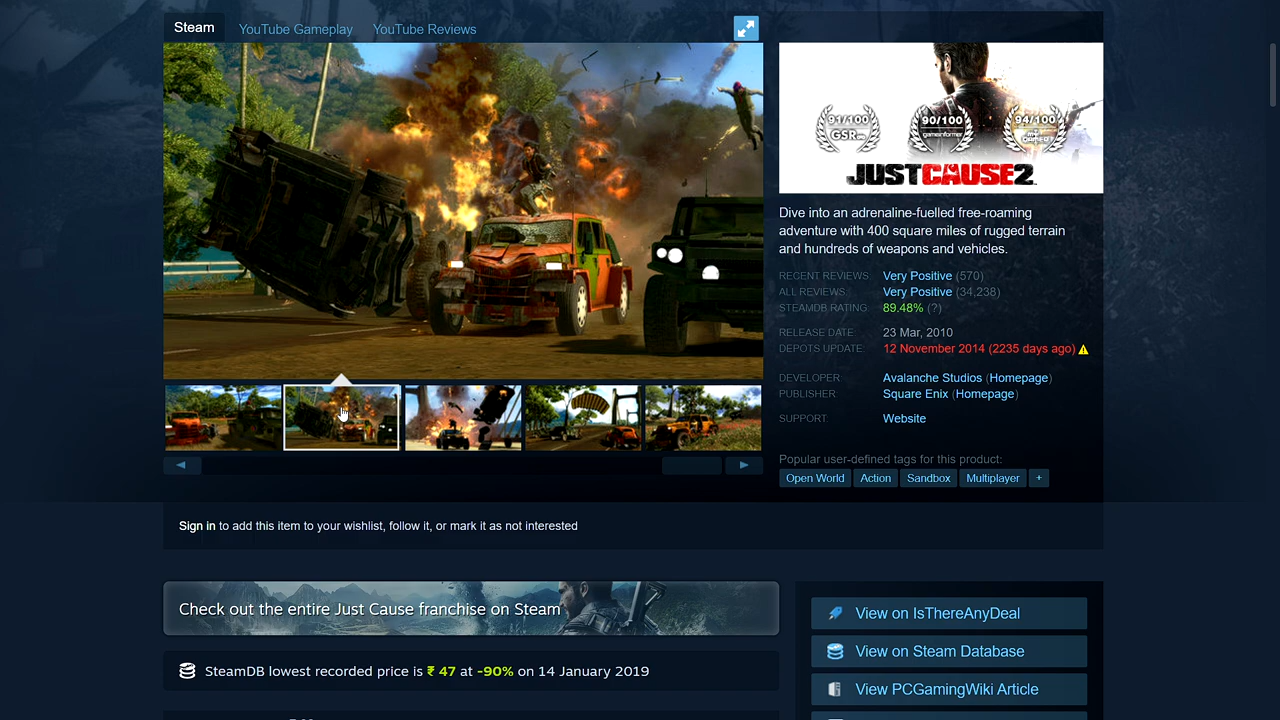 Steam
YouTube Gameplay
YouTube Reviews
91/100
GSR
90/100
gameinformer
94/100
JUST CAUSE 2
Dive into an adrenaline-fuelled free-roaming
adventure with 400 square miles of rugged terrain
and hundreds of weapons and vehicles.
RECENT REVIEWS: Very Positive (570)
ALL REVIEWS: Very Positive (34,238)
STEAMDB RATING: 89.48% (?)
RELEASE DATE: 23 Mar, 2010
DEPOTS UPDATE: 12 November 2014 (2235 days ago)
DEVELOPER: Avalanche Studios (Homepage)
PUBLISHER: Square Enix (Homepage)
SUPPORT: Website
Popular user-defined tags for this product:
Open World Action Sandbox Multiplayer +
Sign in to add this item to your wishlist, follow it, or mark it as not interested
Check out the entire Just Cause franchise on Steam
SteamDB lowest recorded price is ₹ 47 at -90% on 14 January 2019
View on IsThereAnyDeal
View on Steam Database
View PCGamingWiki Article